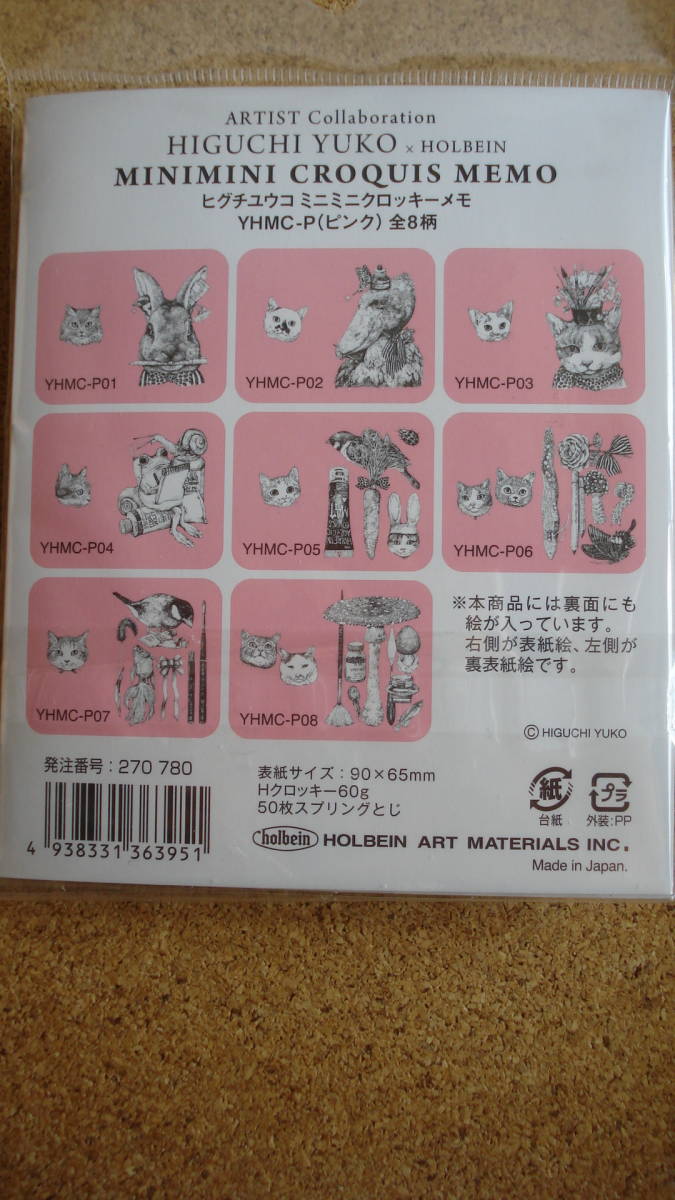 ARTIST Collaboration
HIGUCHI YUKO × HOLBEIN
MINIMINI CROQUIS MEMO
ヒグチユウコ ミニミニクロッキーメモ
YHMC-P(ピンク) 全8柄
YHMC-P01
YHMC-P02
YHMC-P03
YHMC-P04
YHMC-P05
YHMC-P06
YHMC-P07
YHMC-P08
※本商品には裏面にも
絵が入っています。
右側が表紙絵、左側が
裏表紙絵です。
©HIGUCHI YUKO
発注番号:270 780
4 938331 363951
表紙サイズ:90×65mm
Hクロッキー60g
50枚スプリングとじ
紙
台紙
プラ
外装:PP
holbein HOLBEIN ART MATERIALS INC.
Made in Japan.